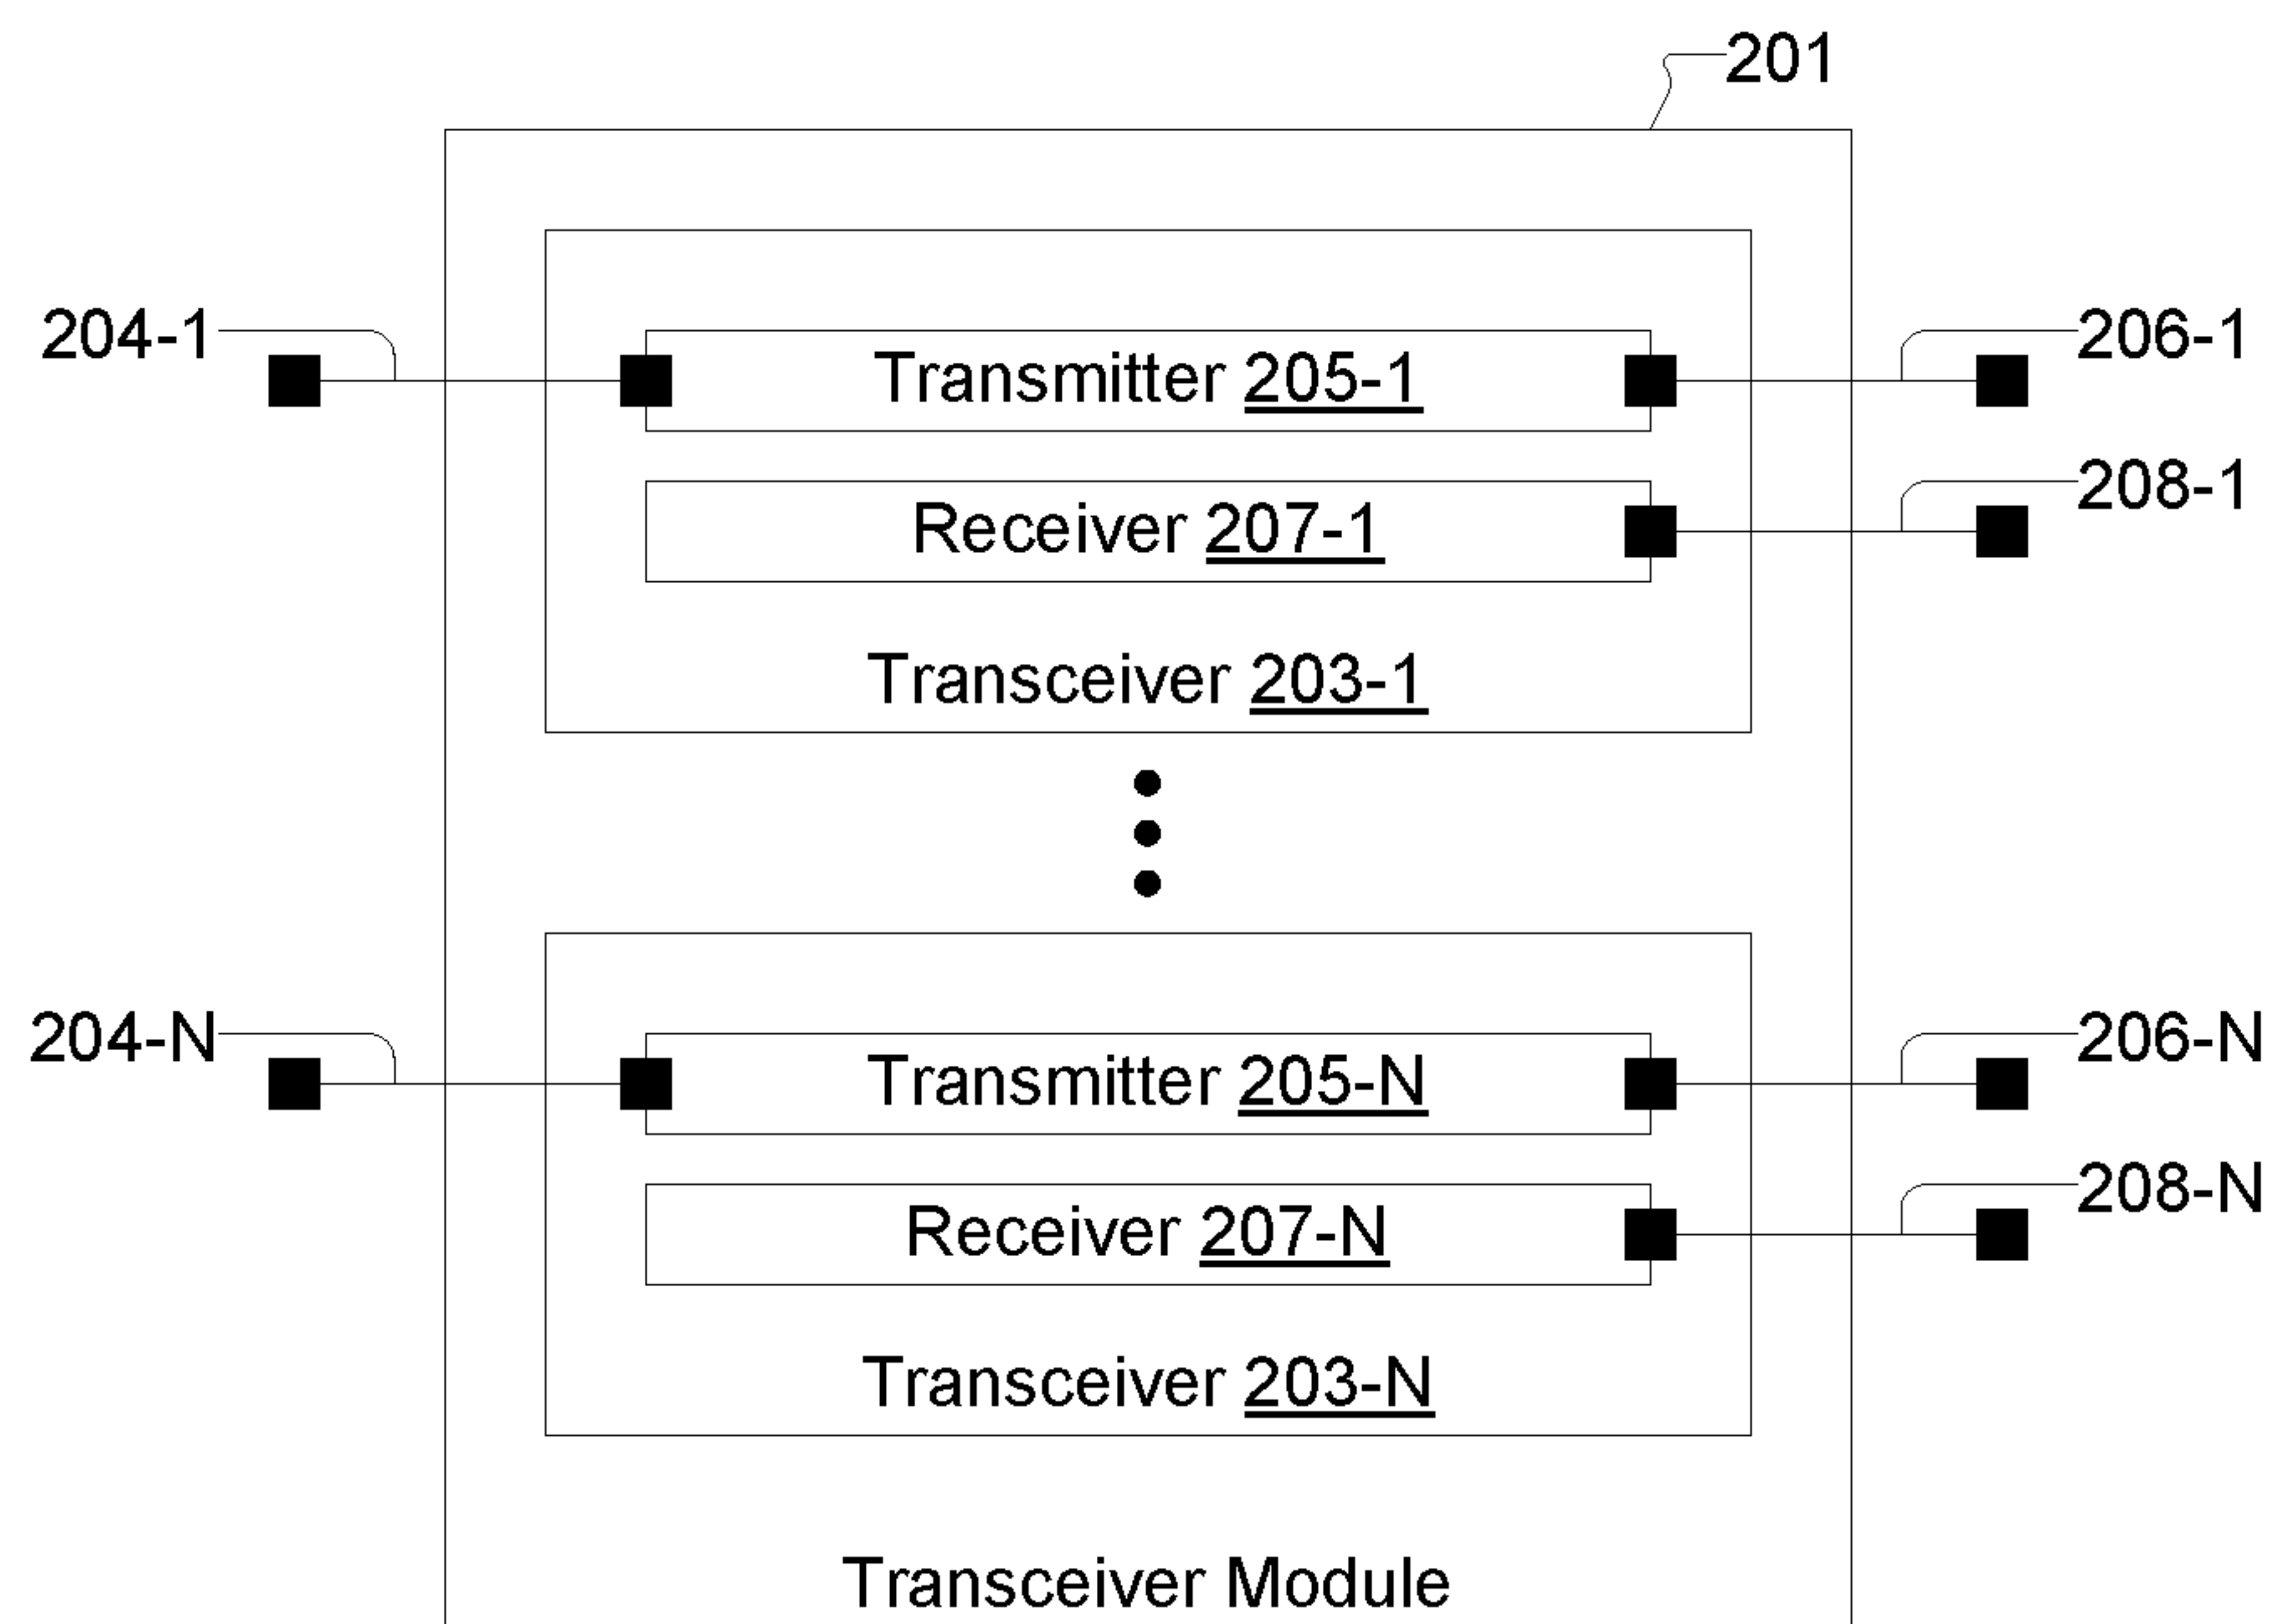 201
204-1
Transmitter 205-1
206-1
Receiver 207-1
208-1
Transceiver 203-1
204-N
Transmitter 205-N
206-N
Receiver 207-N
208-N
Transceiver 203-N
Transceiver Module